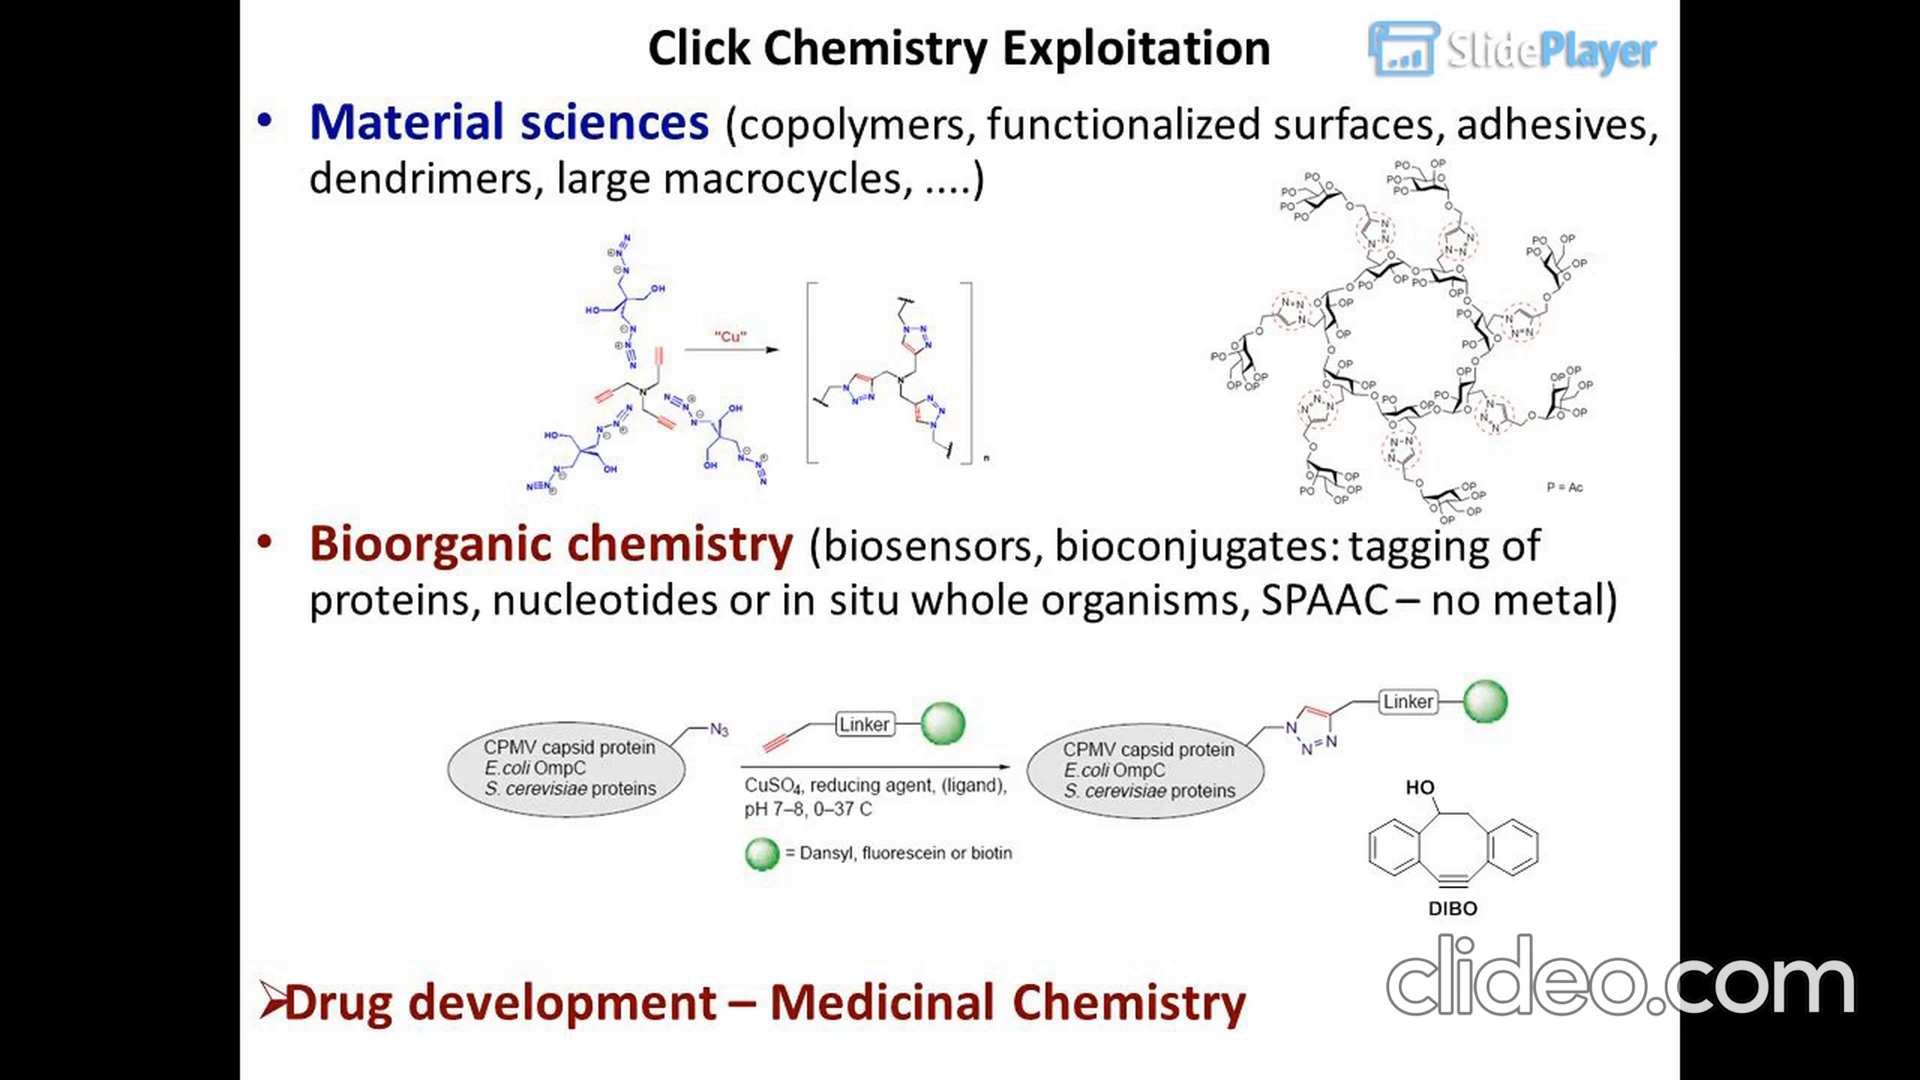 Click Chemistry Exploitation
SlidePlayer
• Material sciences (copolymers, functionalized surfaces, adhesives,
dendrimers, large macrocycles, ....)
"Cu"
n
P = Ac
• Bioorganic chemistry (biosensors, bioconjugates: tagging of
proteins, nucleotides or in situ whole organisms, SPAAC – no metal)
CPMV capsid protein
E.coli OmpC
S. cerevisiae proteins
N₃
Linker
CuSO₄, reducing agent, (ligand),
pH 7–8, 0–37 C
= Dansyl, fluorescein or biotin
CPMV capsid protein
E.coli OmpC
S. cerevisiae proteins
N
N=N
Linker
HO
DIBO
➢Drug development – Medicinal Chemistry
clideo.com